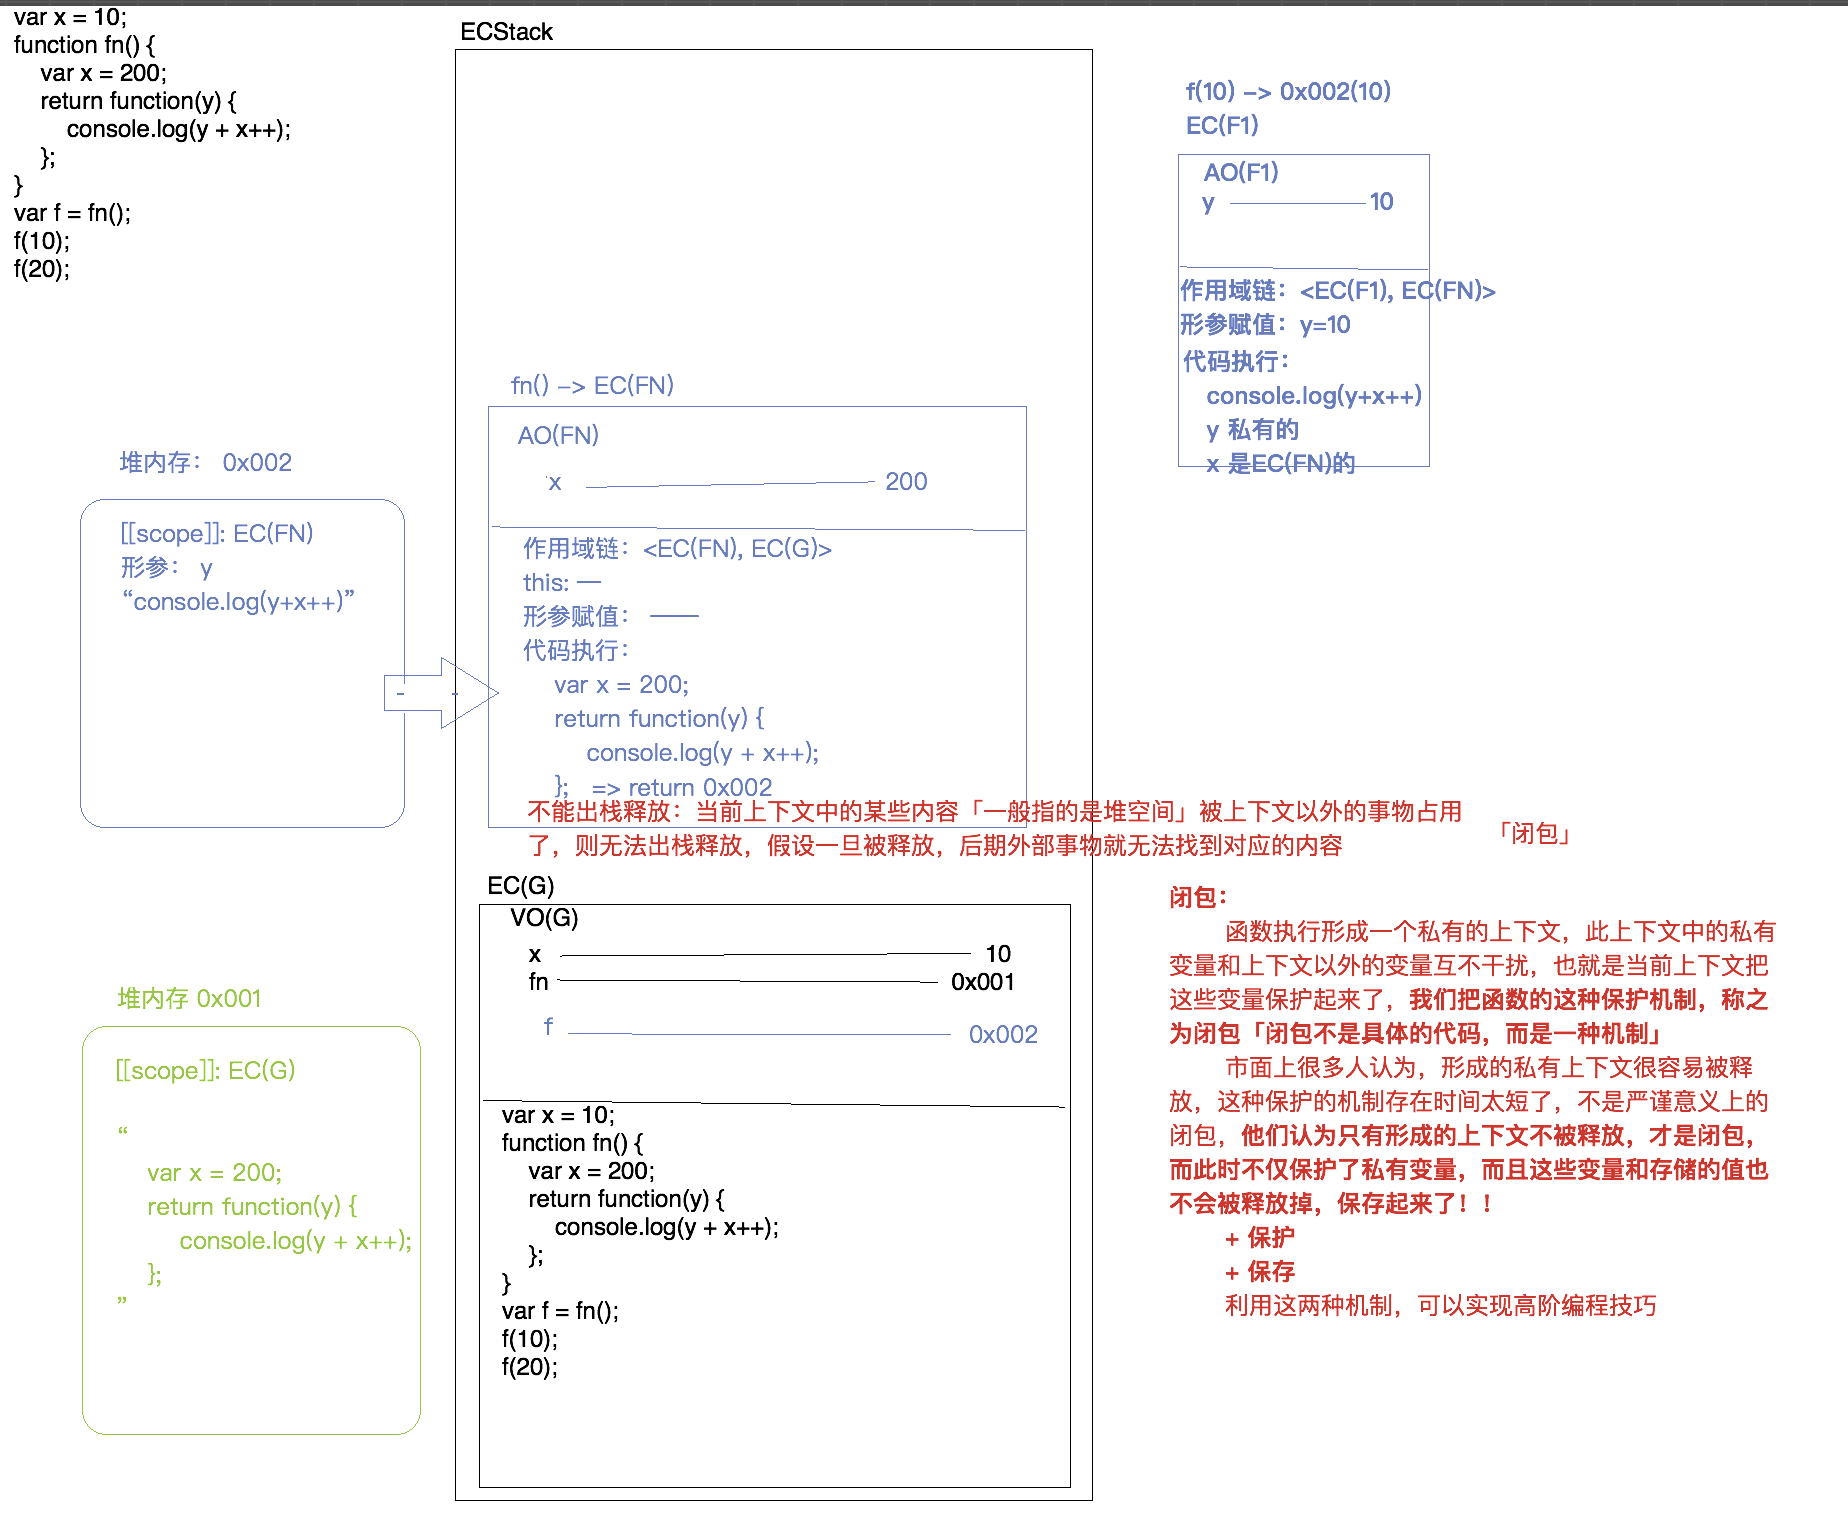 var x = 10;
function fn() {
var x = 200;
return function(y) {
console.log(y + x++);
};
}
var f = fn();
f(10);
f(20);
ECStack
f(10) –> 0x002(10)
EC(F1)
AO(F1)
y 10
作用域链：<EC(F1), EC(FN)>
形参赋值：y=10
代码执行：
console.log(y+x++)
y 私有的
x 是EC(FN)的
fn() –> EC(FN)
AO(FN)
x 200
作用域链：<EC(FN), EC(G)>
this: —
形参赋值： ——
代码执行：
var x = 200;
return function(y) {
console.log(y + x++);
}; => return 0x002
不能出栈释放：当前上下文中的某些内容「一般指的是堆空间」被上下文以外的事物占用
了，则无法出栈释放，假设一旦被释放，后期外部事物就无法找到对应的内容
「闭包」
堆内存： 0x002
[[scope]]: EC(FN)
形参： y
“console.log(y+x++)”
EC(G)
VO(G)
x 10
fn 0x001
f 0x002
var x = 10;
function fn() {
var x = 200;
return function(y) {
console.log(y + x++);
};
}
var f = fn();
f(10);
f(20);
堆内存 0x001
[[scope]]: EC(G)
“
var x = 200;
return function(y) {
console.log(y + x++);
};
”
闭包：
函数执行形成一个私有的上下文，此上下文中的私有
变量和上下文以外的变量互不干扰，也就是当前上下文把
这些变量保护起来了，我们把函数的这种保护机制，称之
为闭包「闭包不是具体的代码，而是一种机制」
市面上很多人认为，形成的私有上下文很容易被释
放，这种保护的机制存在时间太短了，不是严谨意义上的
闭包，他们认为只有形成的上下文不被释放，才是闭包，
而此时不仅保护了私有变量，而且这些变量和存储的值也
不会被释放掉，保存起来了！！
+ 保护
+ 保存
利用这两种机制，可以实现高阶编程技巧